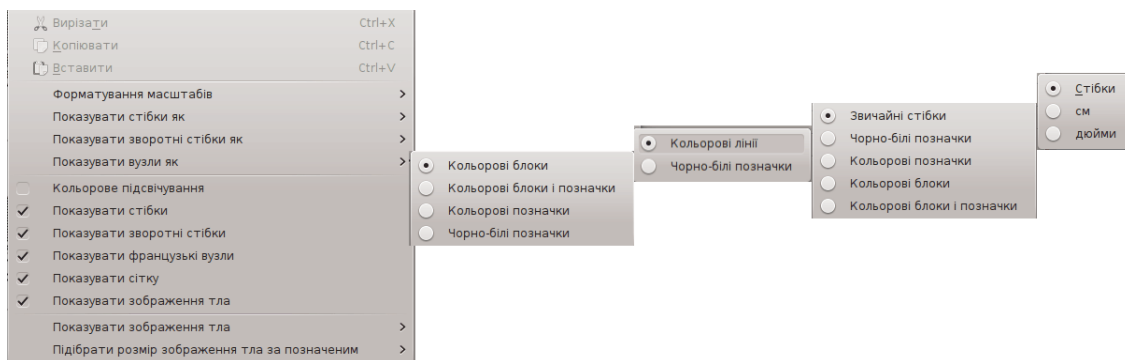 Вирізати Ctrl+X
Копіювати Ctrl+C
Вставити Ctrl+V
Форматування масштабів
Показувати стібки як
Показувати зворотні стібки як
Показувати вузли як
Кольорове підсвічування
Показувати стібки
Показувати зворотні стібки
Показувати французькі вузли
Показувати сітку
Показувати зображення тла
Показувати зображення тла
Підібрати розмір зображення тла за позначеним
Кольорові блоки
Кольорові блоки і позначки
Кольорові позначки
Чорно-білі позначки
Кольорові лінії
Чорно-білі позначки
Звичайні стібки
Чорно-білі позначки
Кольорові позначки
Кольорові блоки
Кольорові блоки і позначки
Стібки
см
дюйми